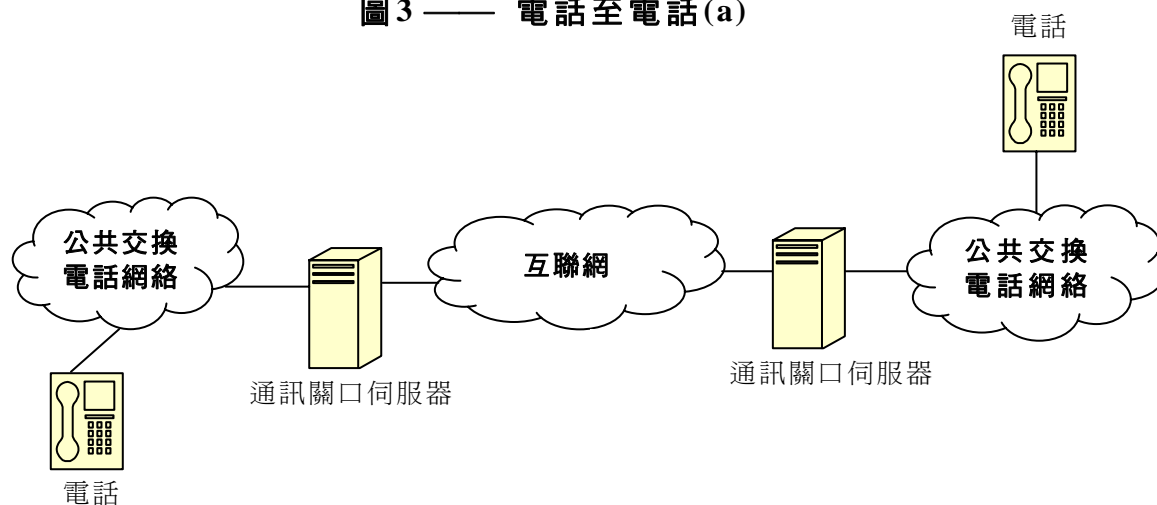 圖3 —— 電話至電話(a)
電話
公共交換
電話網絡
互聯網
公共交換
電話網絡
通訊關口伺服器
通訊關口伺服器
電話